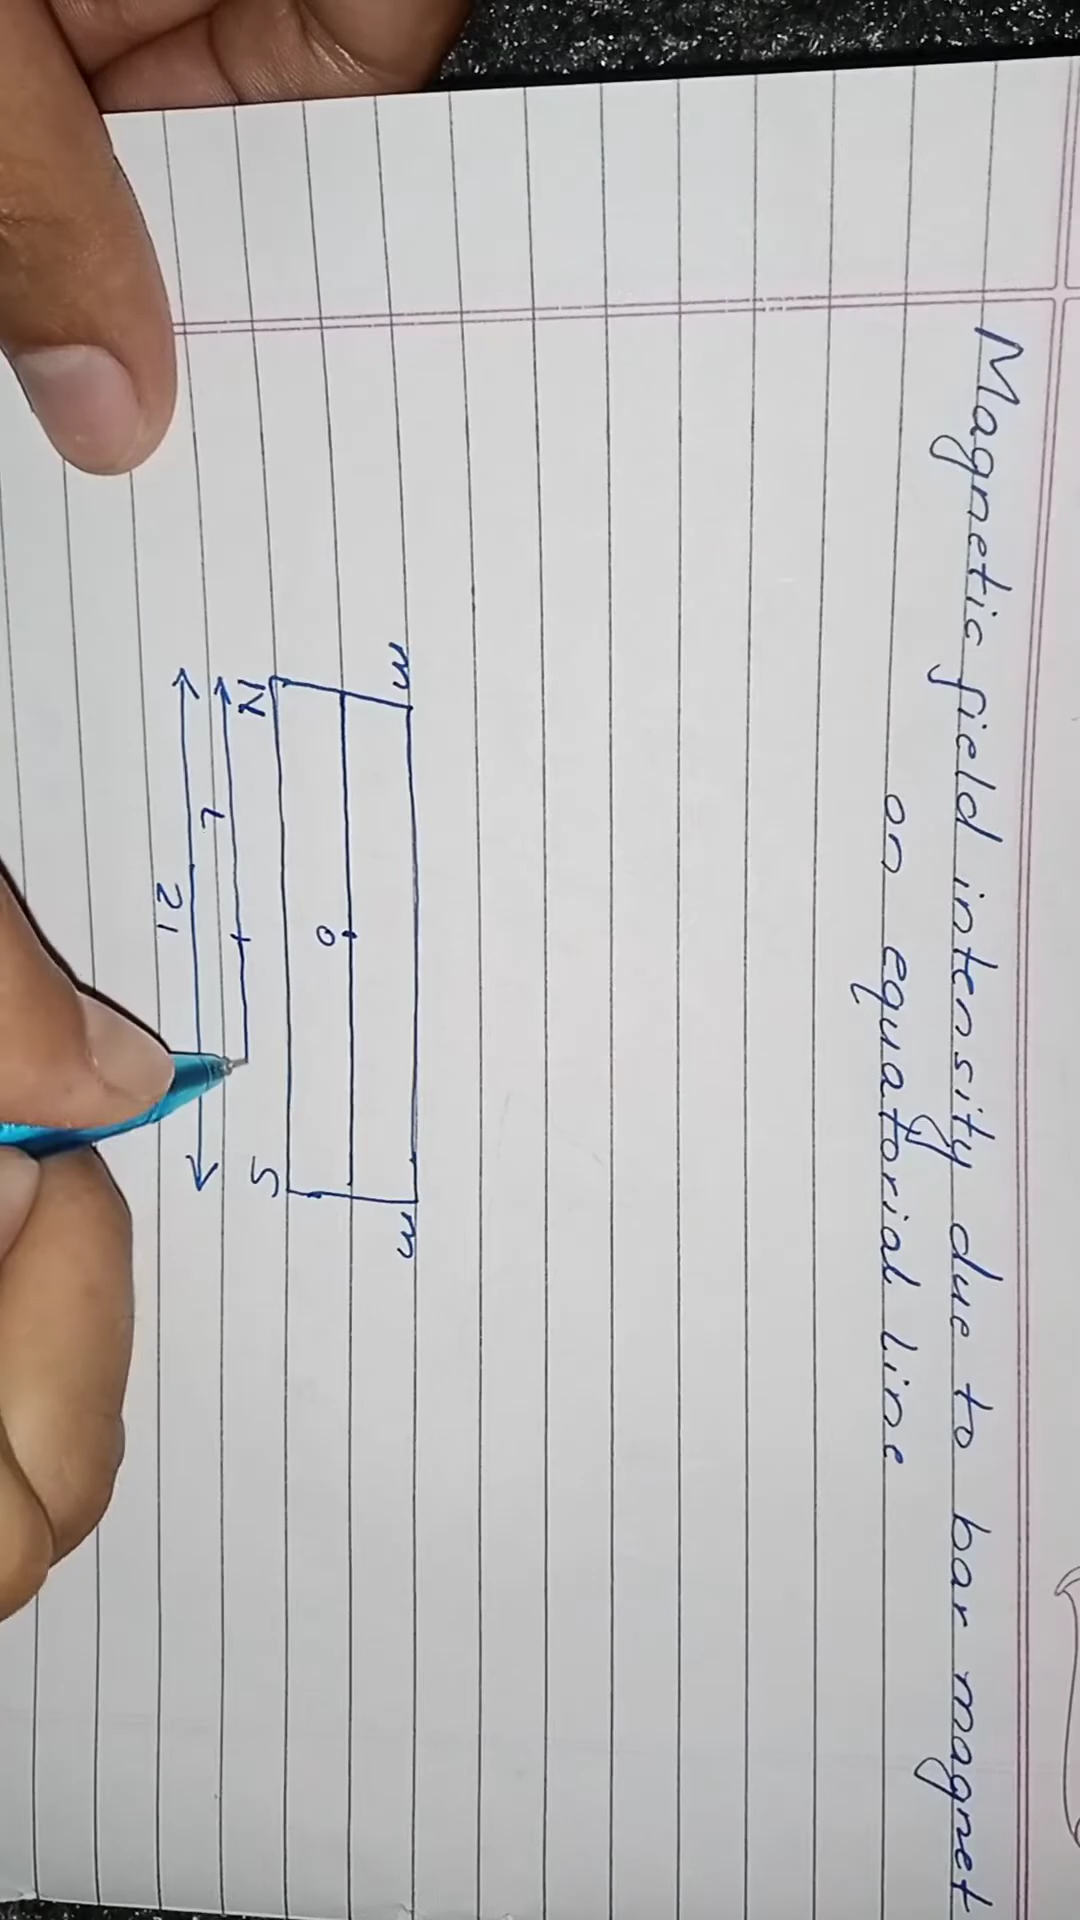 Magnetic field intensity due to bar magnet
on equatorial line
m
m
O
N
S
L
2l